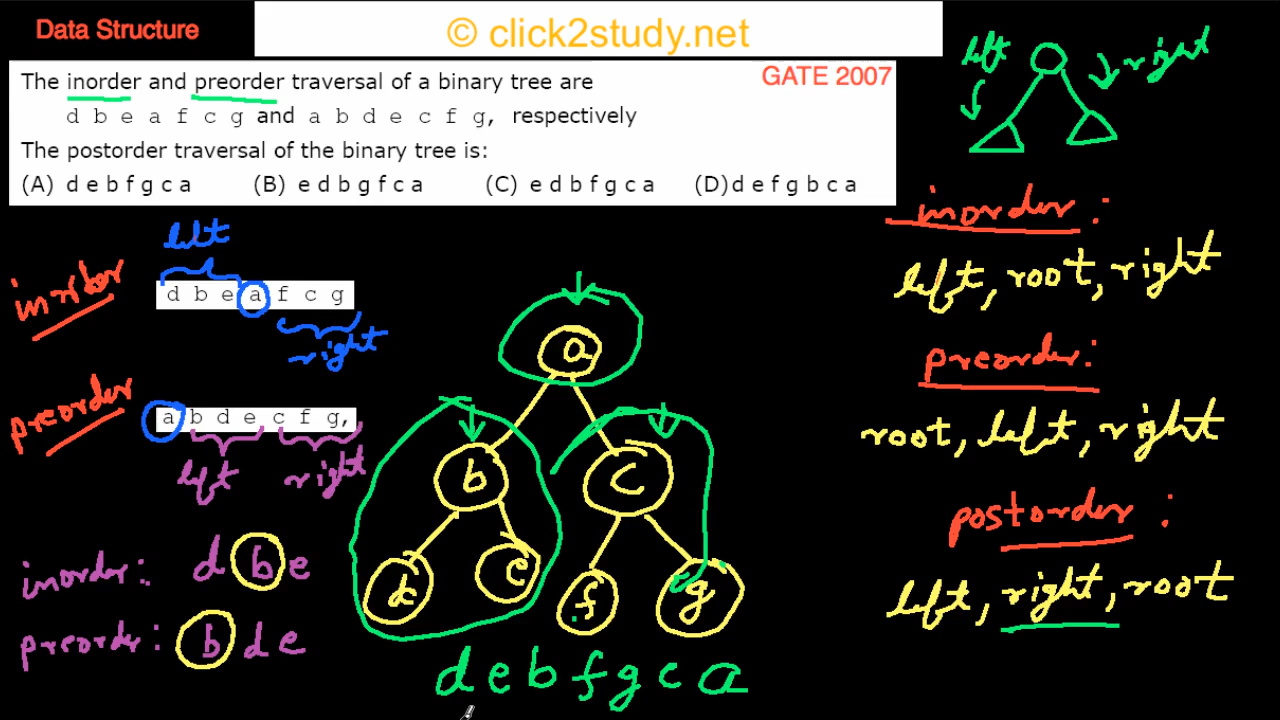 Data Structure
© click2study.net
The inorder and preorder traversal of a binary tree are
GATE 2007
d b e a f c g and a b d e c f g, respectively
The postorder traversal of the binary tree is:
(A) d e b f g c a (B) e d b g f c a (C) e d b f g c a (D) d e f g b c a
left
right
left
inorder
d b e a f c g
right
preorder
a b d e c f g,
left right
inorder: d b e
preorder: b d e
a
b c
d e f g
d e b f g c a
inorder:
left, root, right
preorder:
root, left, right
postorder:
left, right, root